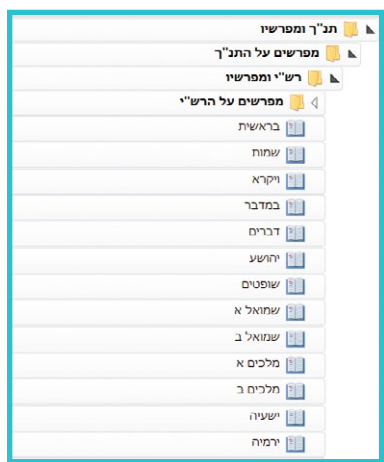 תנ"ך ומפרשיו
מפרשים על התנ"ך
רש"י ומפרשיו
מפרשים על הרש"י
בראשית
שמות
ויקרא
במדבר
דברים
יהושע
שופטים
שמואל א
שמואל ב
מלכים א
מלכים ב
ישעיה
ירמיה